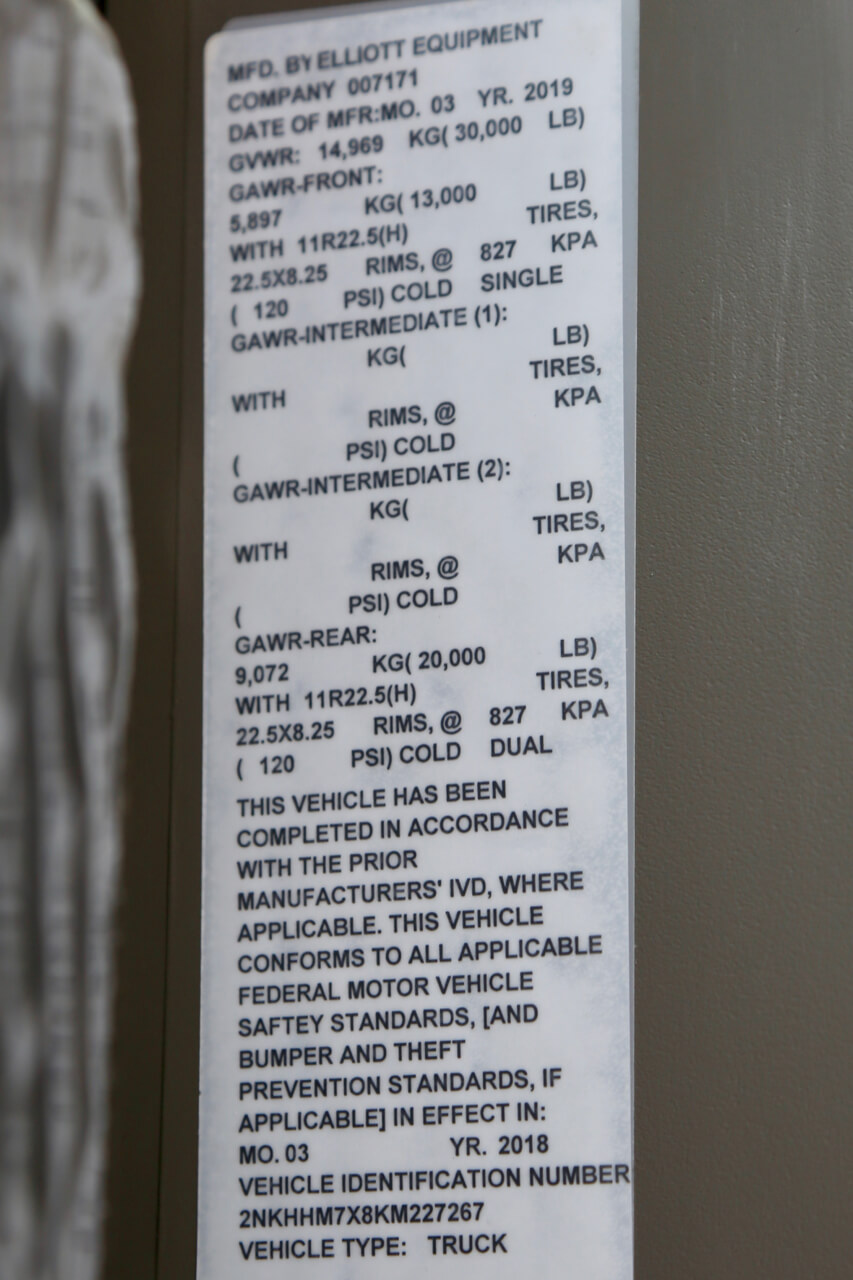 MFD. BY ELLIOTT EQUIPMENT
COMPANY 007171
DATE OF MFR:MO. 03 YR. 2019
GVWR: 14,969 KG( 30,000 LB)
GAWR-FRONT:
5,897 KG( 13,000 LB)
WITH 11R22.5(H) TIRES,
22.5X8.25 RIMS, @ 827 KPA
( 120 PSI) COLD SINGLE
GAWR-INTERMEDIATE (1):
KG( LB)
WITH TIRES,
RIMS, @ KPA
( PSI) COLD
GAWR-INTERMEDIATE (2):
KG( LB)
WITH TIRES,
RIMS, @ KPA
( PSI) COLD
GAWR-REAR:
9,072 KG( 20,000 LB)
WITH 11R22.5(H) TIRES,
22.5X8.25 RIMS, @ 827 KPA
( 120 PSI) COLD DUAL
THIS VEHICLE HAS BEEN
COMPLETED IN ACCORDANCE
WITH THE PRIOR
MANUFACTURERS' IVD, WHERE
APPLICABLE. THIS VEHICLE
CONFORMS TO ALL APPLICABLE
FEDERAL MOTOR VEHICLE
SAFTEY STANDARDS, [AND
BUMPER AND THEFT
PREVENTION STANDARDS, IF
APPLICABLE] IN EFFECT IN:
MO. 03 YR. 2018
VEHICLE IDENTIFICATION NUMBER
2NKHHM7X8KM227267
VEHICLE TYPE: TRUCK